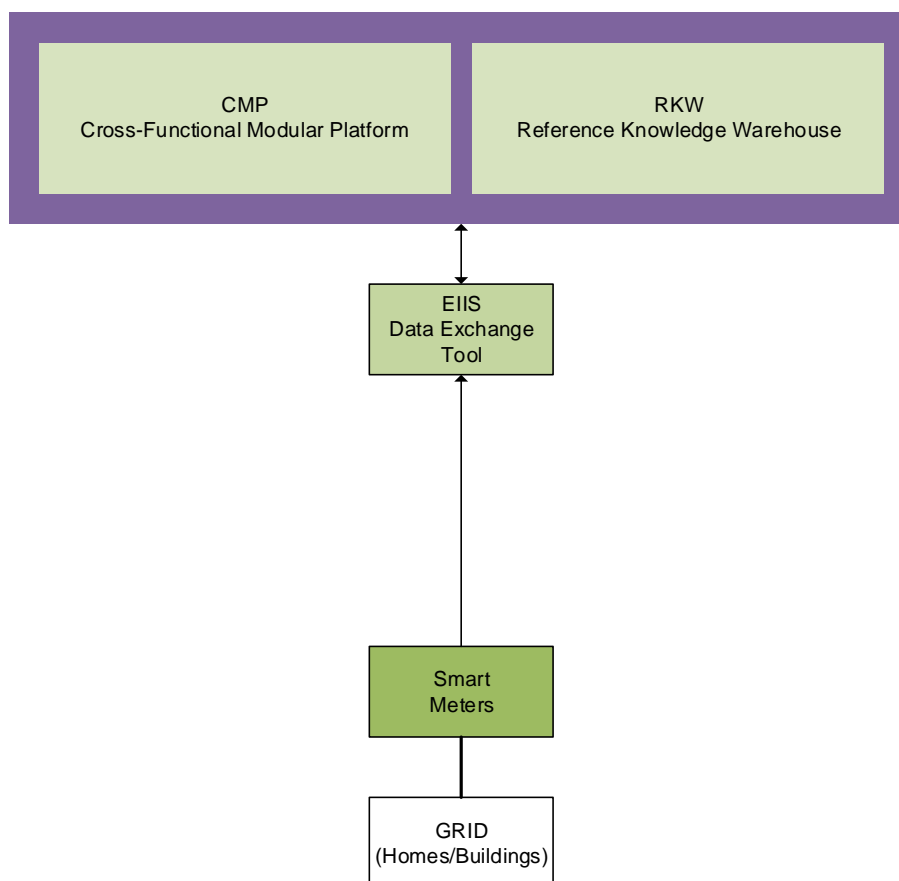 CMP
Cross-Functional Modular Platform
RKW
Reference Knowledge Warehouse
EIIS
Data Exchange
Tool
Smart
Meters
GRID
(Homes/Buildings)